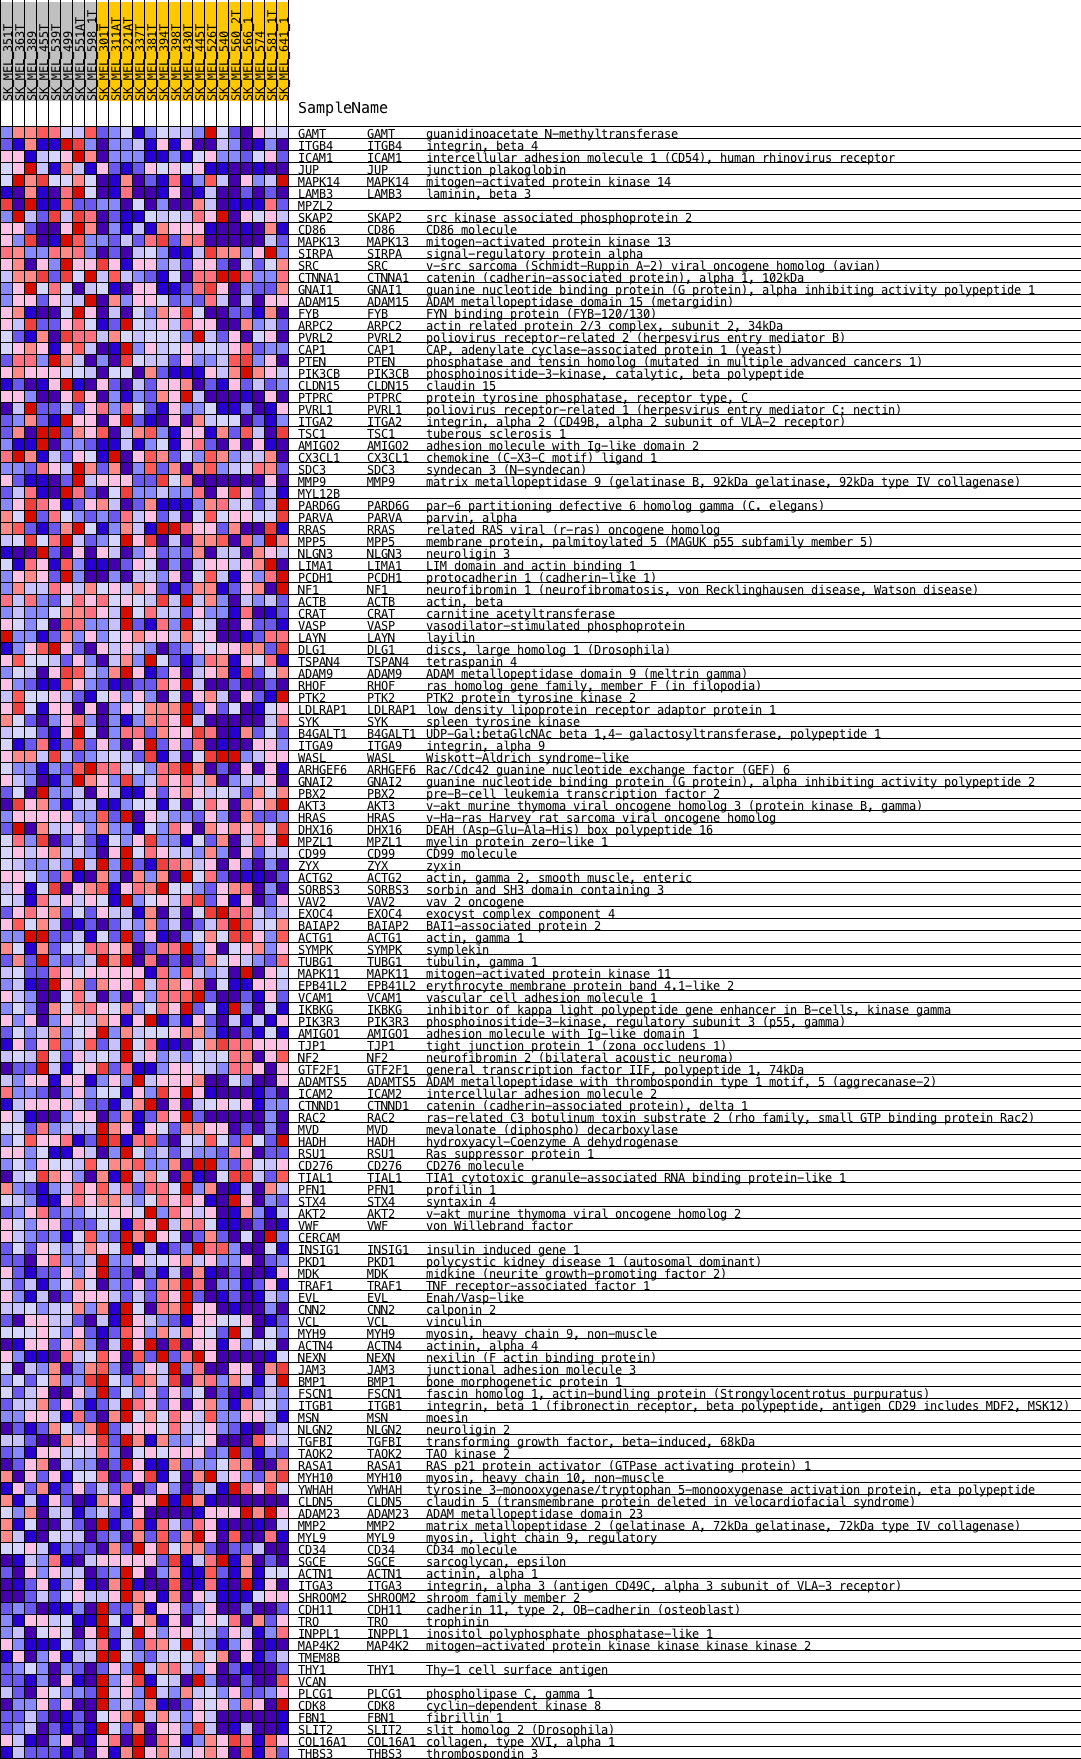 SK_MEL_351T
SK_MEL_363T
SK_MEL_389
SK_MEL_455T
SK_MEL_539T
SK_MEL_499
SK_MEL_551AT
SK_MEL_598_1T
SK_MEL_301T
SK_MEL_311AT
SK_MEL_321AT
SK_MEL_337T
SK_MEL_381T
SK_MEL_394T
SK_MEL_398T
SK_MEL_430T
SK_MEL_445T
SK_MEL_526T
SK_MEL_540
SK_MEL_560_2T
SK_MEL_566_1
SK_MEL_574
SK_MEL_581_1T
SK_MEL_641_1
SampleName
GAMT GAMT guanidinoacetate N-methyltransferase
ITGB4 ITGB4 integrin, beta 4
ICAM1 ICAM1 intercellular adhesion molecule 1 (CD54), human rhinovirus receptor
JUP JUP junction plakoglobin
MAPK14 MAPK14 mitogen-activated protein kinase 14
LAMB3 LAMB3 laminin, beta 3
MPZL2
SKAP2 SKAP2 src kinase associated phosphoprotein 2
CD86 CD86 CD86 molecule
MAPK13 MAPK13 mitogen-activated protein kinase 13
SIRPA SIRPA signal-regulatory protein alpha
SRC SRC v-src sarcoma (Schmidt-Ruppin A-2) viral oncogene homolog (avian)
CTNNA1 CTNNA1 catenin (cadherin-associated protein), alpha 1, 102kDa
GNAI1 GNAI1 guanine nucleotide binding protein (G protein), alpha inhibiting activity polypeptide 1
ADAM15 ADAM15 ADAM metallopeptidase domain 15 (metargidin)
FYB FYB FYN binding protein (FYB-120/130)
ARPC2 ARPC2 actin related protein 2/3 complex, subunit 2, 34kDa
PVRL2 PVRL2 poliovirus receptor-related 2 (herpesvirus entry mediator B)
CAP1 CAP1 CAP, adenylate cyclase-associated protein 1 (yeast)
PTEN PTEN phosphatase and tensin homolog (mutated in multiple advanced cancers 1)
PIK3CB PIK3CB phosphoinositide-3-kinase, catalytic, beta polypeptide
CLDN15 CLDN15 claudin 15
PTPRC PTPRC protein tyrosine phosphatase, receptor type, C
PVRL1 PVRL1 poliovirus receptor-related 1 (herpesvirus entry mediator C; nectin)
ITGA2 ITGA2 integrin, alpha 2 (CD49B, alpha 2 subunit of VLA-2 receptor)
TSC1 TSC1 tuberous sclerosis 1
AMIGO2 AMIGO2 adhesion molecule with Ig-like domain 2
CX3CL1 CX3CL1 chemokine (C-X3-C motif) ligand 1
SDC3 SDC3 syndecan 3 (N-syndecan)
MMP9 MMP9 matrix metallopeptidase 9 (gelatinase B, 92kDa gelatinase, 92kDa type IV collagenase)
MYL12B
PARD6G PARD6G par-6 partitioning defective 6 homolog gamma (C. elegans)
PARVA PARVA parvin, alpha
RRAS RRAS related RAS viral (r-ras) oncogene homolog
MPP5 MPP5 membrane protein, palmitoylated 5 (MAGUK p55 subfamily member 5)
NLGN3 NLGN3 neuroligin 3
LIMA1 LIMA1 LIM domain and actin binding 1
PCDH1 PCDH1 protocadherin 1 (cadherin-like 1)
NF1 NF1 neurofibromin 1 (neurofibromatosis, von Recklinghausen disease, Watson disease)
ACTB ACTB actin, beta
CRAT CRAT carnitine acetyltransferase
VASP VASP vasodilator-stimulated phosphoprotein
LAYN LAYN layilin
DLG1 DLG1 discs, large homolog 1 (Drosophila)
TSPAN4 TSPAN4 tetraspanin 4
ADAM9 ADAM9 ADAM metallopeptidase domain 9 (meltrin gamma)
RHOF RHOF ras homolog gene family, member F (in filopodia)
PTK2 PTK2 PTK2 protein tyrosine kinase 2
LDLRAP1 LDLRAP1 low density lipoprotein receptor adaptor protein 1
SYK SYK spleen tyrosine kinase
B4GALT1 B4GALT1 UDP-Gal:betaGlcNAc beta 1,4- galactosyltransferase, polypeptide 1
ITGA9 ITGA9 integrin, alpha 9
WASL WASL Wiskott-Aldrich syndrome-like
ARHGEF6 ARHGEF6 Rac/Cdc42 guanine nucleotide exchange factor (GEF) 6
GNAI2 GNAI2 guanine nucleotide binding protein (G protein), alpha inhibiting activity polypeptide 2
PBX2 PBX2 pre-B-cell leukemia transcription factor 2
AKT3 AKT3 v-akt murine thymoma viral oncogene homolog 3 (protein kinase B, gamma)
HRAS HRAS v-Ha-ras Harvey rat sarcoma viral oncogene homolog
DHX16 DHX16 DEAH (Asp-Glu-Ala-His) box polypeptide 16
MPZL1 MPZL1 myelin protein zero-like 1
CD99 CD99 CD99 molecule
ZYX ZYX zyxin
ACTG2 ACTG2 actin, gamma 2, smooth muscle, enteric
SORBS3 SORBS3 sorbin and SH3 domain containing 3
VAV2 VAV2 vav 2 oncogene
EXOC4 EXOC4 exocyst complex component 4
BAIAP2 BAIAP2 BAI1-associated protein 2
ACTG1 ACTG1 actin, gamma 1
SYMPK SYMPK symplekin
TUBG1 TUBG1 tubulin, gamma 1
MAPK11 MAPK11 mitogen-activated protein kinase 11
EPB41L2 EPB41L2 erythrocyte membrane protein band 4.1-like 2
VCAM1 VCAM1 vascular cell adhesion molecule 1
IKBKG IKBKG inhibitor of kappa light polypeptide gene enhancer in B-cells, kinase gamma
PIK3R3 PIK3R3 phosphoinositide-3-kinase, regulatory subunit 3 (p55, gamma)
AMIGO1 AMIGO1 adhesion molecule with Ig-like domain 1
TJP1 TJP1 tight junction protein 1 (zona occludens 1)
NF2 NF2 neurofibromin 2 (bilateral acoustic neuroma)
GTF2F1 GTF2F1 general transcription factor IIF, polypeptide 1, 74kDa
ADAMTS5 ADAMTS5 ADAM metallopeptidase with thrombospondin type 1 motif, 5 (aggrecanase-2)
ICAM2 ICAM2 intercellular adhesion molecule 2
CTNND1 CTNND1 catenin (cadherin-associated protein), delta 1
RAC2 RAC2 ras-related C3 botulinum toxin substrate 2 (rho family, small GTP binding protein Rac2)
MVD MVD mevalonate (diphospho) decarboxylase
HADH HADH hydroxyacyl-Coenzyme A dehydrogenase
RSU1 RSU1 Ras suppressor protein 1
CD276 CD276 CD276 molecule
TIAL1 TIAL1 TIA1 cytotoxic granule-associated RNA binding protein-like 1
PFN1 PFN1 profilin 1
STX4 STX4 syntaxin 4
AKT2 AKT2 v-akt murine thymoma viral oncogene homolog 2
VWF VWF von Willebrand factor
CERCAM
INSIG1 INSIG1 insulin induced gene 1
PKD1 PKD1 polycystic kidney disease 1 (autosomal dominant)
MDK MDK midkine (neurite growth-promoting factor 2)
TRAF1 TRAF1 TNF receptor-associated factor 1
EVL EVL Enah/Vasp-like
CNN2 CNN2 calponin 2
VCL VCL vinculin
MYH9 MYH9 myosin, heavy chain 9, non-muscle
ACTN4 ACTN4 actinin, alpha 4
NEXN NEXN nexilin (F actin binding protein)
JAM3 JAM3 junctional adhesion molecule 3
BMP1 BMP1 bone morphogenetic protein 1
FSCN1 FSCN1 fascin homolog 1, actin-bundling protein (Strongylocentrotus purpuratus)
ITGB1 ITGB1 integrin, beta 1 (fibronectin receptor, beta polypeptide, antigen CD29 includes MDF2, MSK12)
MSN MSN moesin
NLGN2 NLGN2 neuroligin 2
TGFBI TGFBI transforming growth factor, beta-induced, 68kDa
TAOK2 TAOK2 TAO kinase 2
RASA1 RASA1 RAS p21 protein activator (GTPase activating protein) 1
MYH10 MYH10 myosin, heavy chain 10, non-muscle
YWHAH YWHAH tyrosine 3-monooxygenase/tryptophan 5-monooxygenase activation protein, eta polypeptide
CLDN5 CLDN5 claudin 5 (transmembrane protein deleted in velocardiofacial syndrome)
ADAM23 ADAM23 ADAM metallopeptidase domain 23
MMP2 MMP2 matrix metallopeptidase 2 (gelatinase A, 72kDa gelatinase, 72kDa type IV collagenase)
MYL9 MYL9 myosin, light chain 9, regulatory
CD34 CD34 CD34 molecule
SGCE SGCE sarcoglycan, epsilon
ACTN1 ACTN1 actinin, alpha 1
ITGA3 ITGA3 integrin, alpha 3 (antigen CD49C, alpha 3 subunit of VLA-3 receptor)
SHROOM2 SHROOM2 shroom family member 2
CDH11 CDH11 cadherin 11, type 2, OB-cadherin (osteoblast)
TRO TRO trophinin
INPPL1 INPPL1 inositol polyphosphate phosphatase-like 1
MAP4K2 MAP4K2 mitogen-activated protein kinase kinase kinase kinase 2
TMEM8B
THY1 THY1 Thy-1 cell surface antigen
VCAN
PLCG1 PLCG1 phospholipase C, gamma 1
CDK8 CDK8 cyclin-dependent kinase 8
FBN1 FBN1 fibrillin 1
SLIT2 SLIT2 slit homolog 2 (Drosophila)
COL16A1 COL16A1 collagen, type XVI, alpha 1
THBS3 THBS3 thrombospondin 3